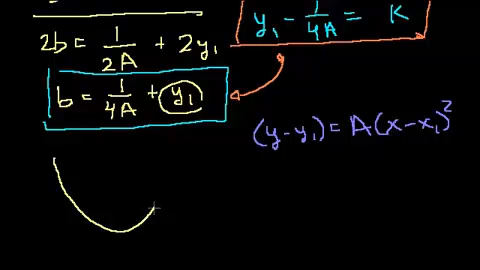 y₁ - 1/4A = K
2b = 1/2A + 2y₁
b = 1/4A + y₁
(y-y₁) = A(x-x₁)²